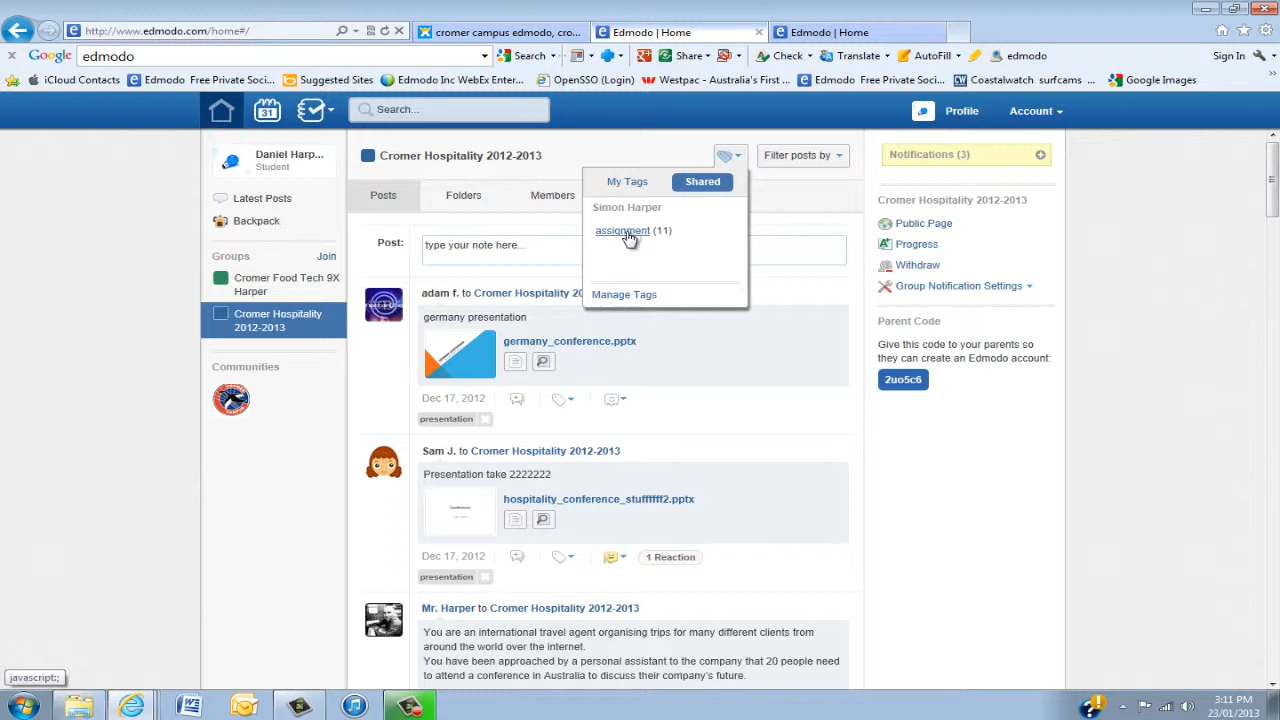 http://www.edmodo.com/home#/
cromer campus edmodo, cro...
Edmodo | Home
Edmodo | Home
Google
edmodo
Search
Share
Check
Translate
AutoFill
edmodo
Sign In
iCloud Contacts
Edmodo Free Private Soci...
Suggested Sites
Edmodo Inc WebEx Enter...
OpenSSO (Login)
Westpac - Australia's First ...
Edmodo Free Private Soc...
Coastalwatch surfcams
Google Images
31
Search...
Profile
Account
Daniel Harp...
Student
Latest Posts
Backpack
Groups
Join
Cromer Food Tech 9X
Harper
Cromer Hospitality
2012-2013
Communities
Cromer Hospitality 2012-2013
Filter posts by
Posts
Folders
Members
My Tags
Shared
Simon Harper
assignment (11)
Manage Tags
Post:
type your note here...
adam f. to Cromer Hospitality 20
germany presentation
germany_conference.pptx
Dec 17, 2012
presentation
Sam J. to Cromer Hospitality 2012-2013
Presentation take 2222222
hospitality_conference_stuffffff2.pptx
Dec 17, 2012
1 Reaction
presentation
Mr. Harper to Cromer Hospitality 2012-2013
You are an international travel agent organising trips for many different clients from
around the world over the internet.
You have been approached by a personal assistant to the company that 20 people need
to attend a conference in Australia to discuss their company's future.
Notifications (3)
Cromer Hospitality 2012-2013
Public Page
Progress
Withdraw
Group Notification Settings
Parent Code
Give this code to your parents so
they can create an Edmodo account:
2uo5c6
javascript:;
3:11 PM
23/01/2013